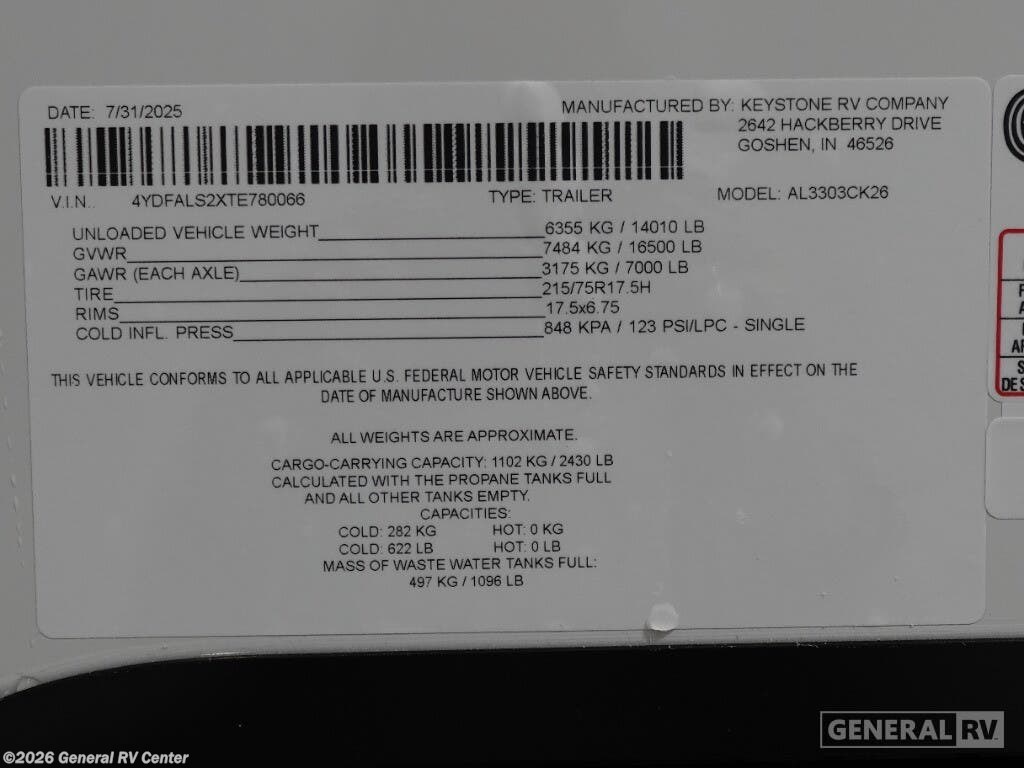 DATE: 7/31/2025
MANUFACTURED BY: KEYSTONE RV COMPANY
2642 HACKBERRY DRIVE
GOSHEN, IN 46526
V.I.N.. 4YDFALS2XTE780066 TYPE: TRAILER MODEL: AL3303CK26
UNLOADED VEHICLE WEIGHT 6355 KG / 14010 LB
GVWR 7484 KG / 16500 LB
GAWR (EACH AXLE) 3175 KG / 7000 LB
TIRE 215/75R17.5H
RIMS 17.5x6.75
COLD INFL. PRESS 848 KPA / 123 PSI/LPC - SINGLE
THIS VEHICLE CONFORMS TO ALL APPLICABLE U.S. FEDERAL MOTOR VEHICLE SAFETY STANDARDS IN EFFECT ON THE
DATE OF MANUFACTURE SHOWN ABOVE.
ALL WEIGHTS ARE APPROXIMATE.
CARGO-CARRYING CAPACITY: 1102 KG / 2430 LB
CALCULATED WITH THE PROPANE TANKS FULL
AND ALL OTHER TANKS EMPTY.
CAPACITIES:
COLD: 282 KG HOT: 0 KG
COLD: 622 LB HOT: 0 LB
MASS OF WASTE WATER TANKS FULL:
497 KG / 1096 LB
GENERAL RV
©2026 General RV Center